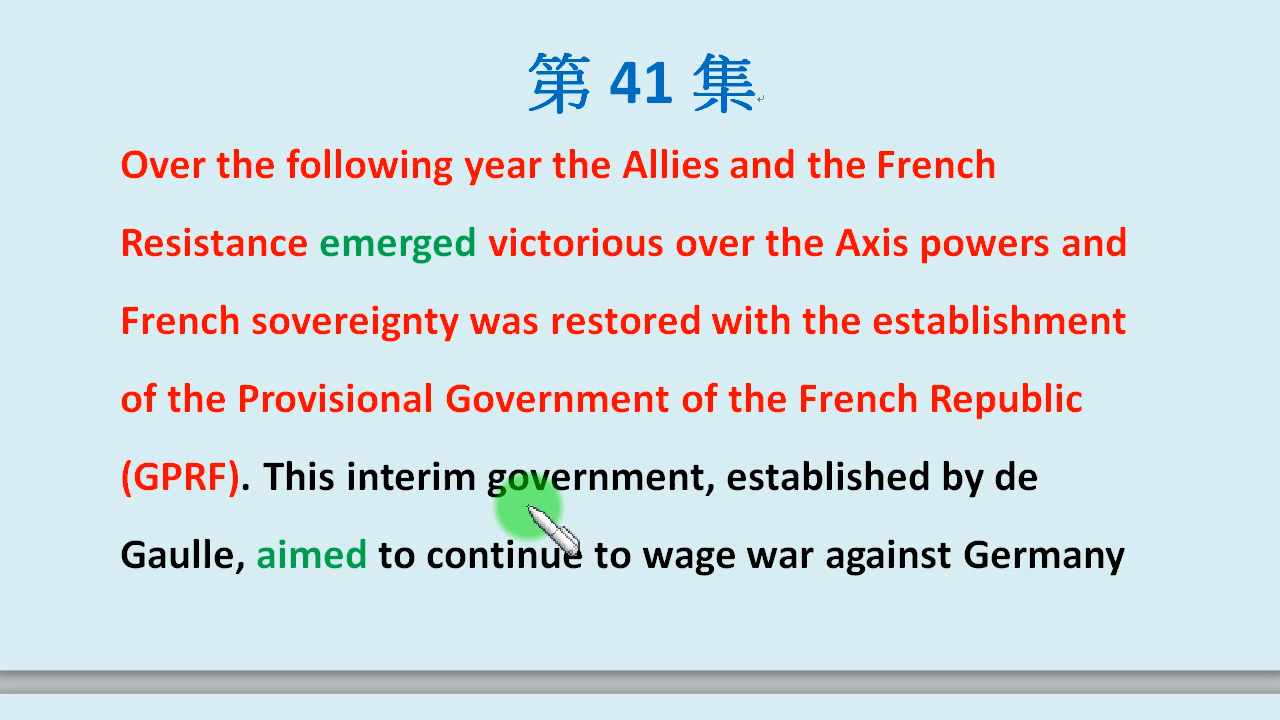 第 41 集
Over the following year the Allies and the French
Resistance emerged victorious over the Axis powers and
French sovereignty was restored with the establishment
of the Provisional Government of the French Republic
(GPRF). This interim government, established by de
Gaulle, aimed to continue to wage war against Germany